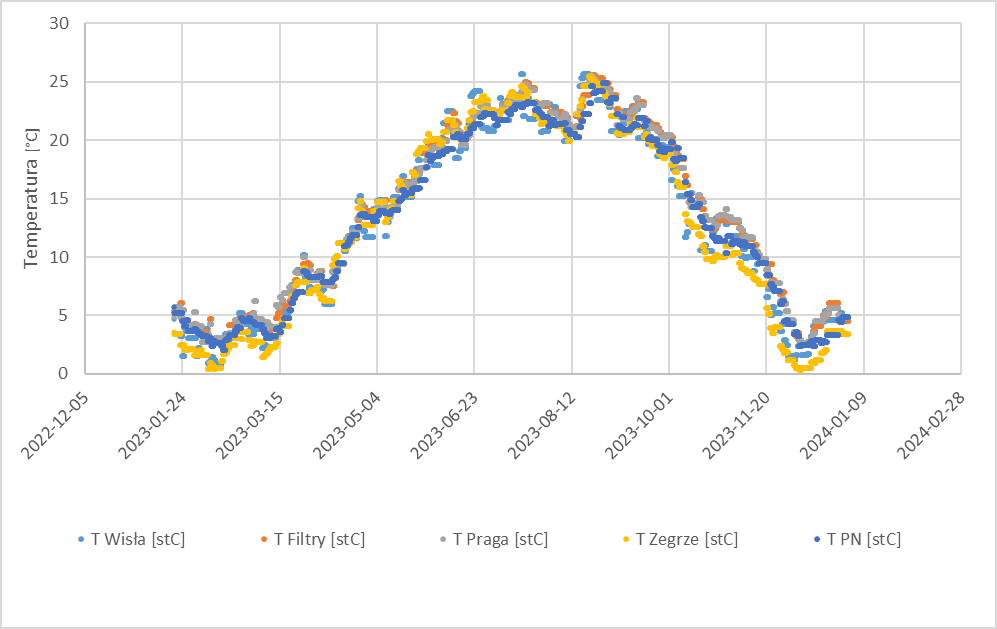 30
25
20
15
10
5
0
Temperatura [°C]
2022-12-05
2023-01-24
2023-03-15
2023-05-04
2023-06-23
2023-08-12
2023-10-01
2023-11-20
2024-01-09
2024-02-28
T Wisła [stC]
T Filtry [stC]
T Praga [stC]
T Zegrze [stC]
T PN [stC]